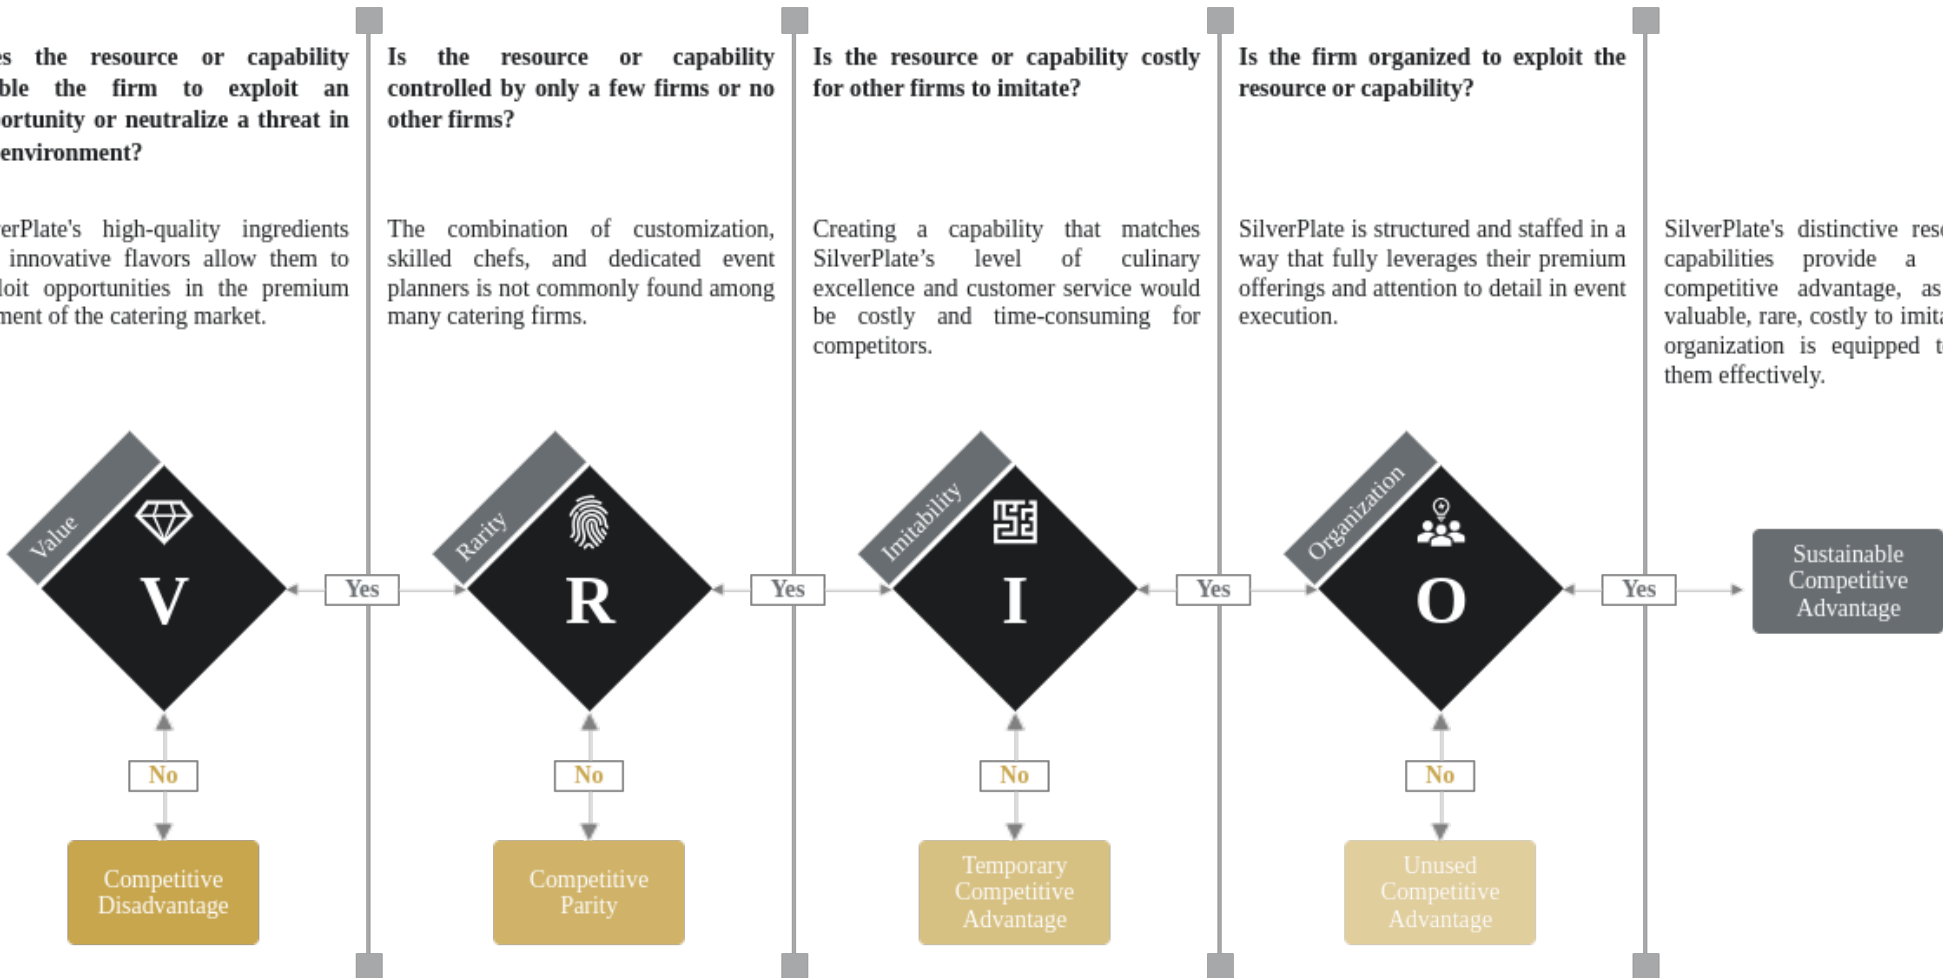 the resource or capability
the firm to exploit an
or neutralize a threat in
environment?
high-quality ingredients
innovative flavors allow them to
opportunities in the premium
of the catering market.
Is the resource or capability
controlled by only a few firms or no
other firms?
The combination of customization,
skilled chefs, and dedicated event
planners is not commonly found among
many catering firms.
Is the resource or capability costly
for other firms to imitate?
Creating a capability that matches
SilverPlate’s level of culinary
excellence and customer service would
be costly and time-consuming for
competitors.
Is the firm organized to exploit the
resource or capability?
SilverPlate is structured and staffed in a
way that fully leverages their premium
offerings and attention to detail in event
execution.
SilverPlate's distinctive
capabilities provide a
competitive advantage, as
valuable, rare, costly to
organization is equipped
them effectively.
Value
V
Yes
Rarity
R
Yes
Imitability
I
Yes
Organization
O
Yes
Sustainable
Competitive
Advantage
No
No
No
No
Competitive
Disadvantage
Competitive
Parity
Temporary
Competitive
Advantage
Unused
Competitive
Advantage